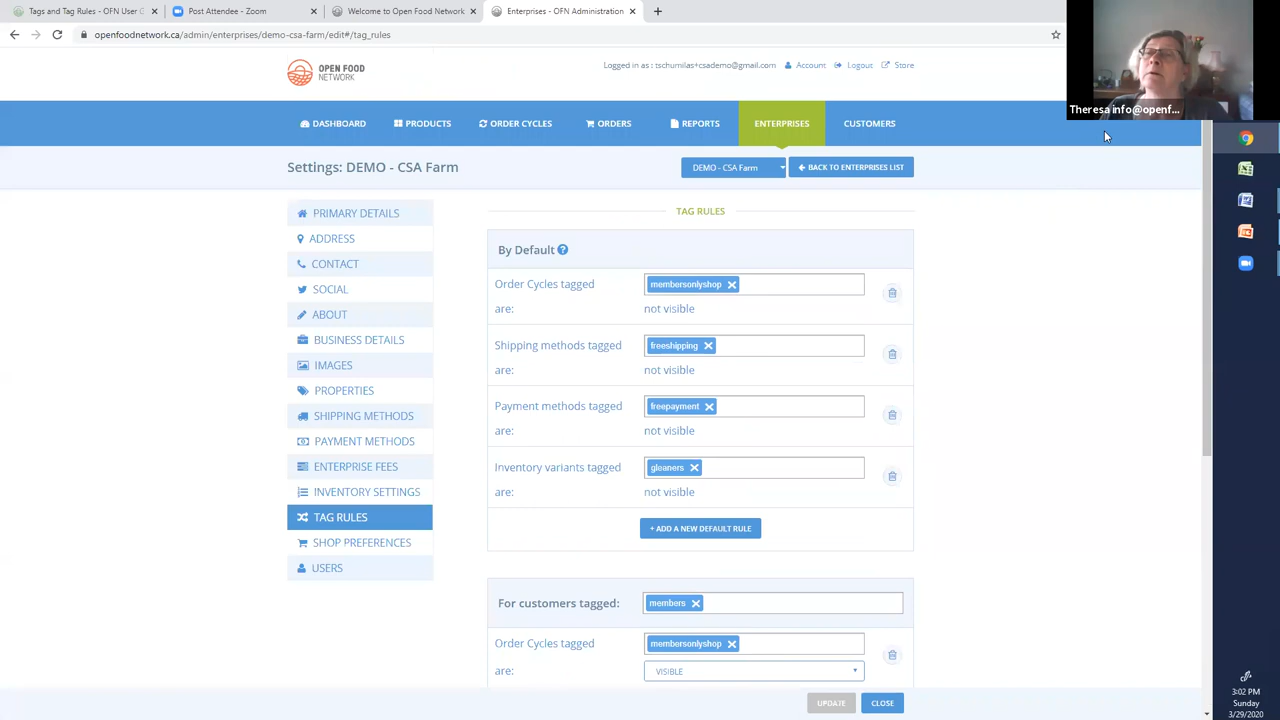 Tags and Tag Rules - OFN User G
Post Attendee - Zoom
Welcome to Open Food Network
Enterprises - OFN Administration
openfoodnetwork.ca/admin/enterprises/demo-csa-farm/edit#/tag_rules
OPEN FOOD
NETWORK
Logged in as : tschumilas+csademo@gmail.com
Account
Logout
Store
Theresa info@openf...
DASHBOARD
PRODUCTS
ORDER CYCLES
ORDERS
REPORTS
ENTERPRISES
CUSTOMERS
Settings: DEMO - CSA Farm
DEMO - CSA Farm
BACK TO ENTERPRISES LIST
PRIMARY DETAILS
ADDRESS
CONTACT
SOCIAL
ABOUT
BUSINESS DETAILS
IMAGES
PROPERTIES
SHIPPING METHODS
PAYMENT METHODS
ENTERPRISE FEES
INVENTORY SETTINGS
TAG RULES
SHOP PREFERENCES
USERS
TAG RULES
By Default ?
Order Cycles tagged membersonlyshop
are: not visible
Shipping methods tagged freeshipping
are: not visible
Payment methods tagged freepayment
are: not visible
Inventory variants tagged gleaners
are: not visible
+ ADD A NEW DEFAULT RULE
For customers tagged: members
Order Cycles tagged membersonlyshop
are: VISIBLE
UPDATE
CLOSE
3:02 PM
Sunday
3/29/2020